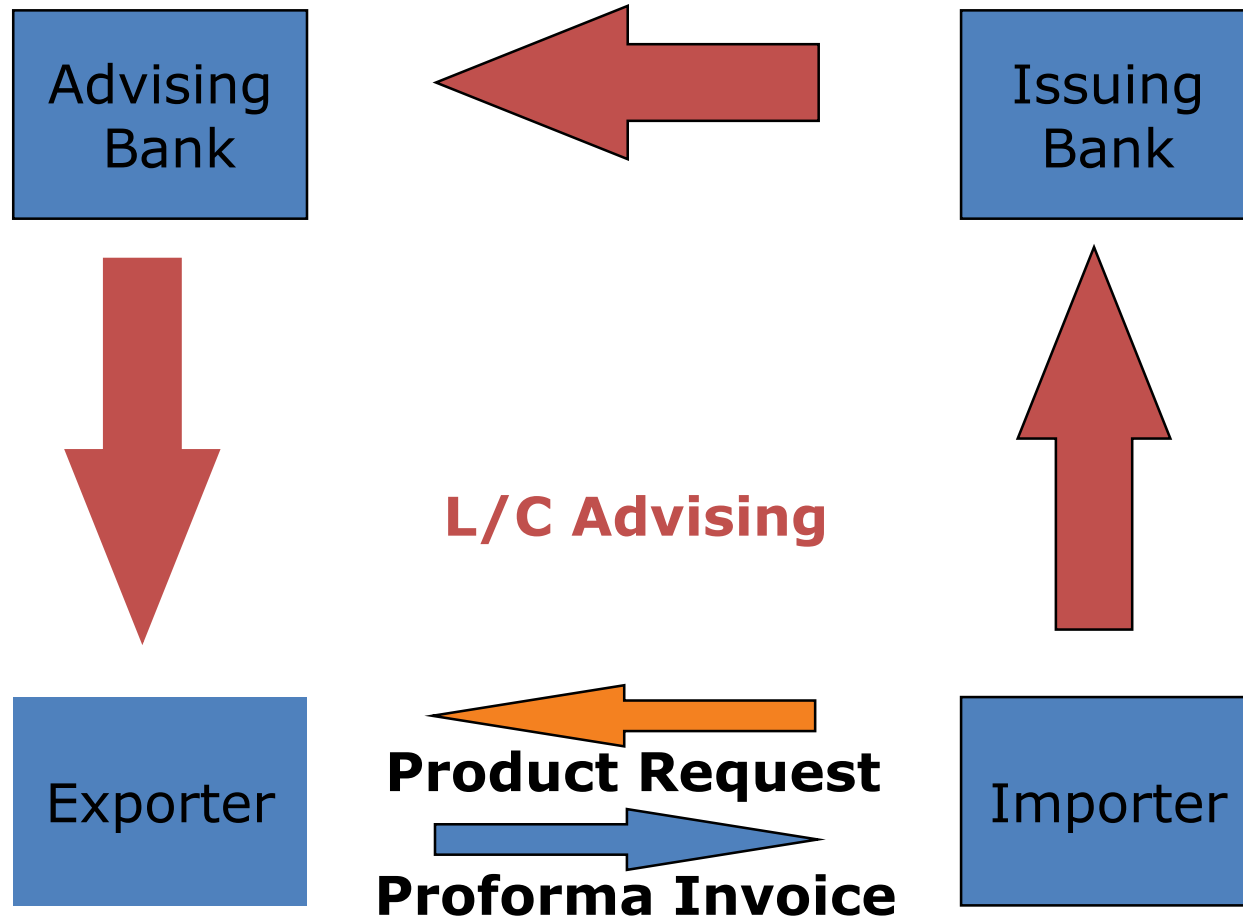 Advising
Bank
Issuing
Bank
L/C Advising
Product Request
Exporter
Importer
Proforma Invoice